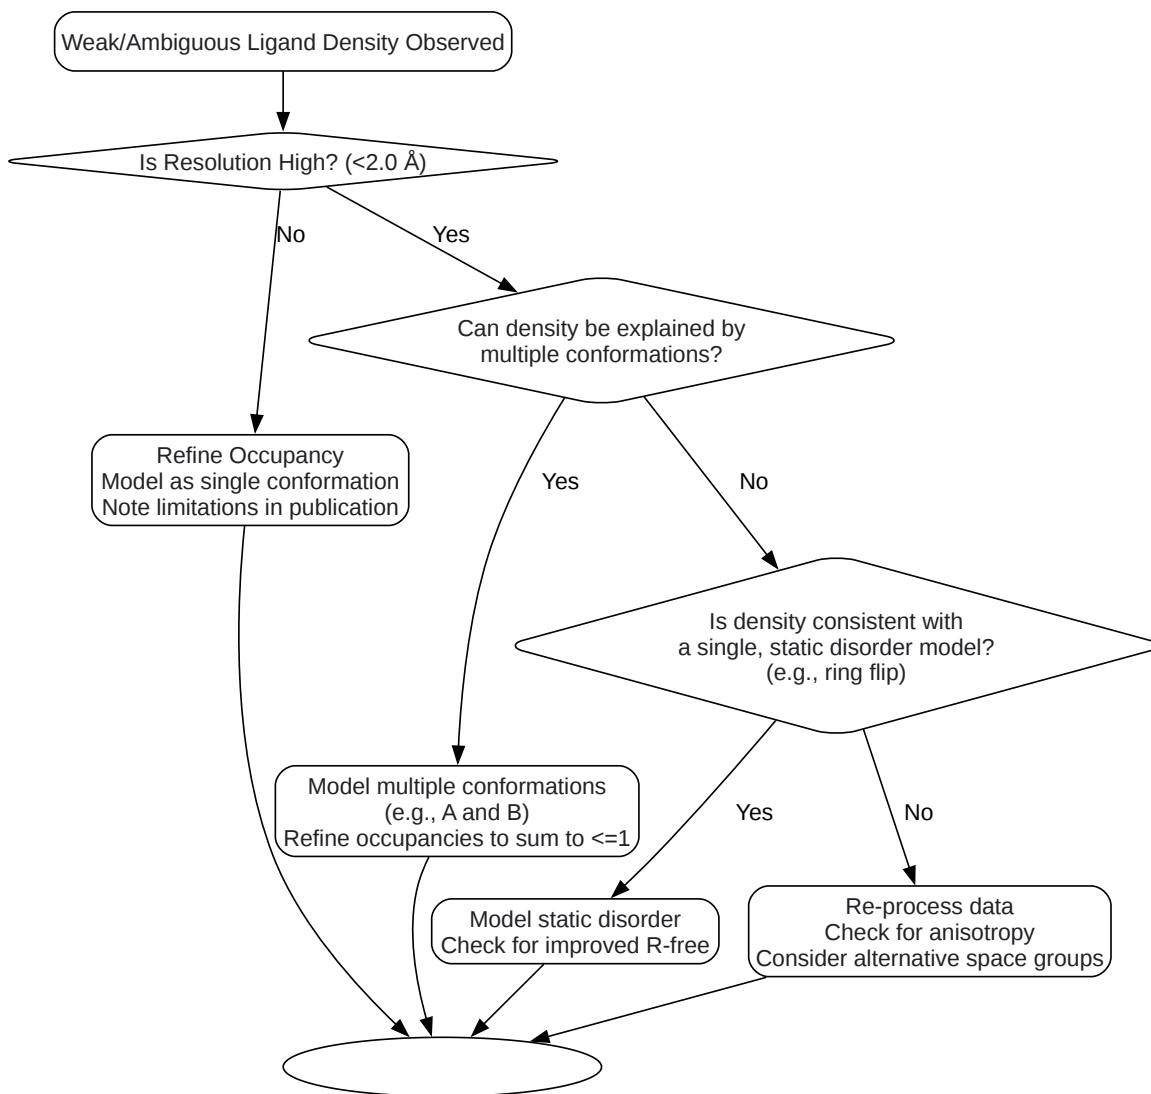 Weak/Ambiguous Ligand Density Observed
Is Resolution High? (<2.0 Å)
No
Yes
Can density be explained by
multiple conformations?
Refine Occupancy
Model as single conformation
Note limitations in publication
Yes
No
Is density consistent with
a single, static disorder model?
(e.g., ring flip)
Model multiple conformations
(e.g., A and B)
Refine occupancies to sum to <=1
Yes
No
Model static disorder
Check for improved R-free
Re-process data
Check for anisotropy
Consider alternative space groups